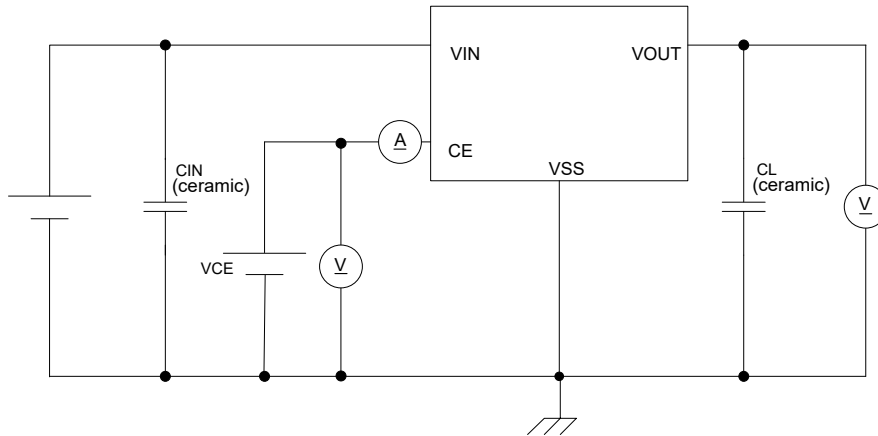 VIN
VOUT
A
CE
VSS
CIN
(ceramic)
CL
(ceramic)
V
VCE
V